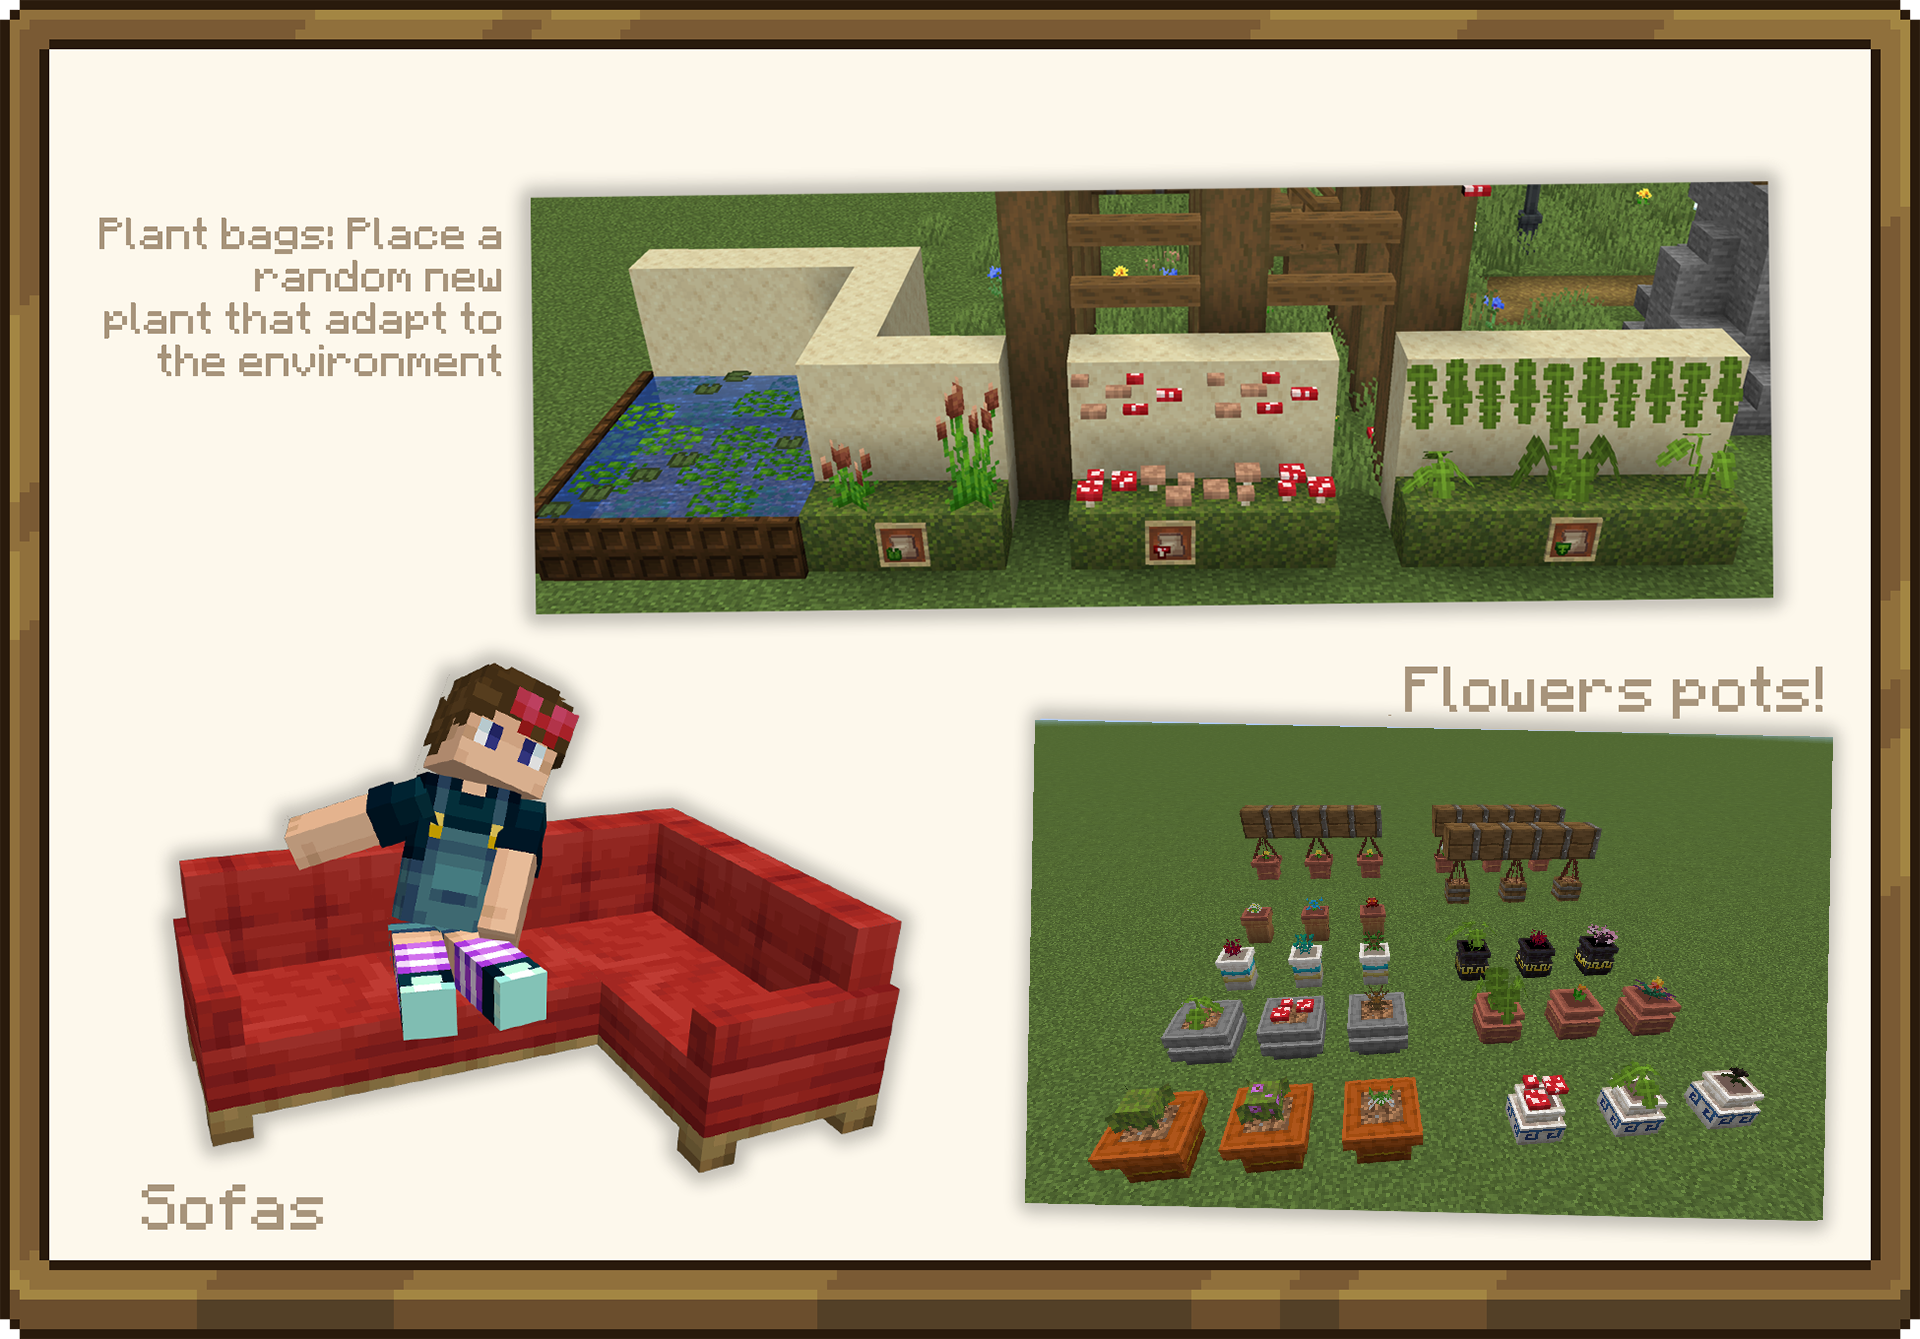 Plant bags: Place a
random new
plant that adapt to
the environment
Flowers pots!
Sofas